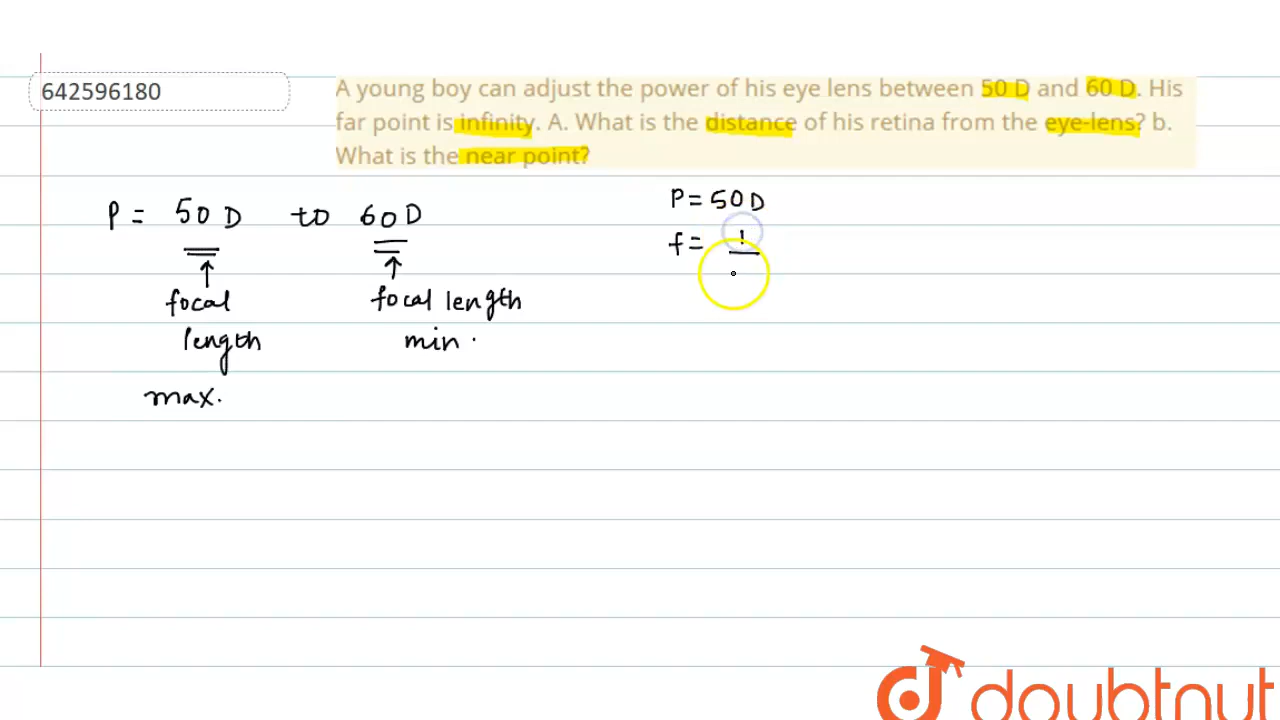 642596180
A young boy can adjust the power of his eye lens between 50 D and 60 D. His
far point is infinity. A. What is the distance of his retina from the eye-lens? b.
What is the near point?
P = 50 D to 60 D
focal length max.
focal length min.
P = 50 D
f = 1
doubtnut